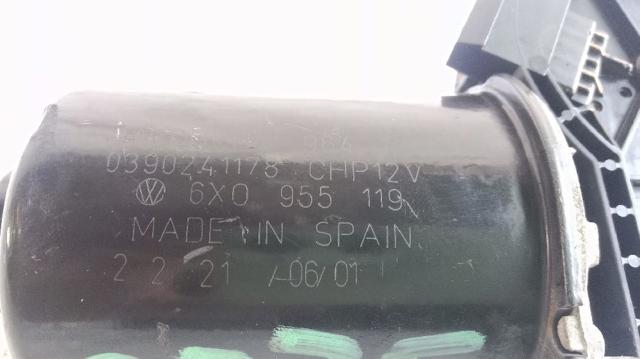 0390241178 CHP12V
6X0 955 119
MADE IN SPAIN
2 2 21 /-06/01